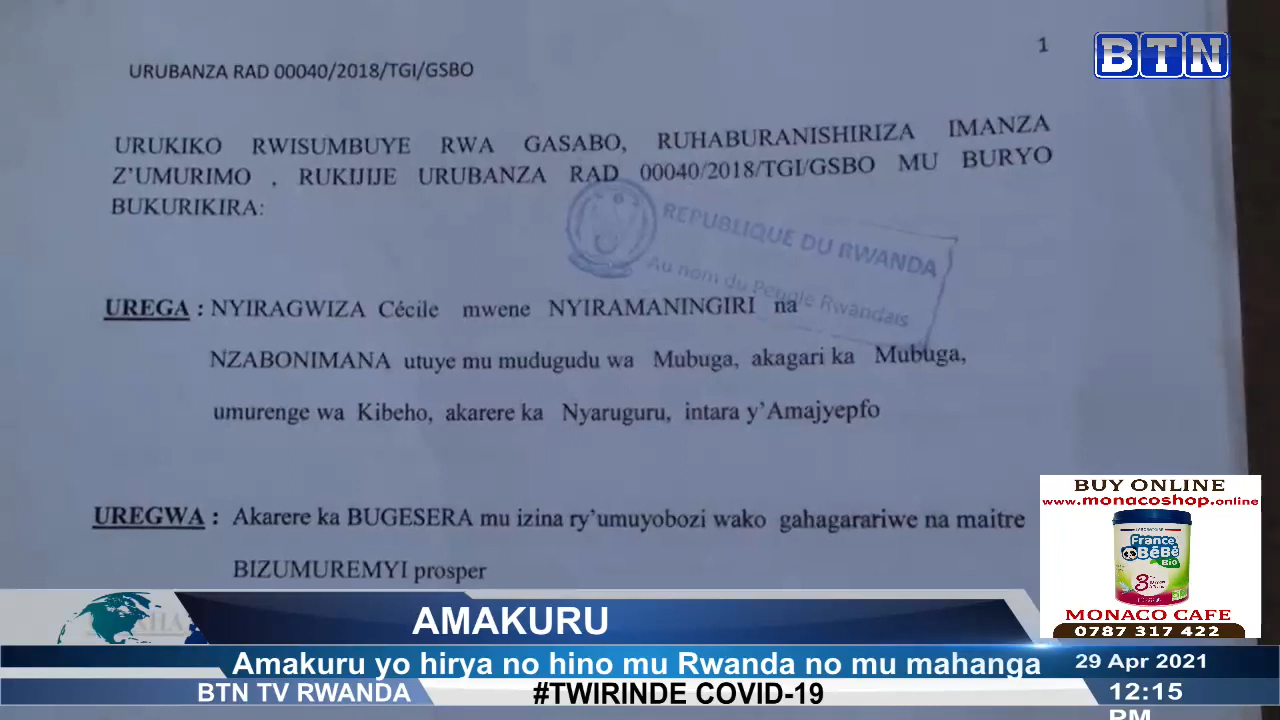 1
BTN
URUBANZA RAD 00040/2018/TGI/GSBO
URUKIKO RWISUMBUYE RWA GASABO, RUHABURANISHIRIZA IMANZA
Z'UMURIMO , RUKIJIJE URUBANZA RAD 00040/2018/TGI/GSBO MU BURYO
BUKURIKIRA:
REPUBLIQUE DU RWANDA
Au nom du Peuple Rwandais
UREGA : NYIRAGWIZA Cécile mwene NYIRAMANINGIRI na
NZABONIMANA utuye mu mudugudu wa Mubuga, akagari ka Mubuga,
umurenge wa Kibeho, akarere ka Nyaruguru, intara y'Amajyepfo
UREGWA : Akarere ka BUGESERA mu izina ry'umuyobozi wako gahagarariwe na maitre
BIZUMUREMYI prosper
BUY ONLINE
www.monacoshop.online
France
BéBé
Bio
3
MONACO CAFE
0787 317 422
AMAKURU
Amakuru yo hirya no hino mu Rwanda no mu mahanga
29 Apr 2021
BTN TV RWANDA
#TWIRINDE COVID-19
12:15
PM